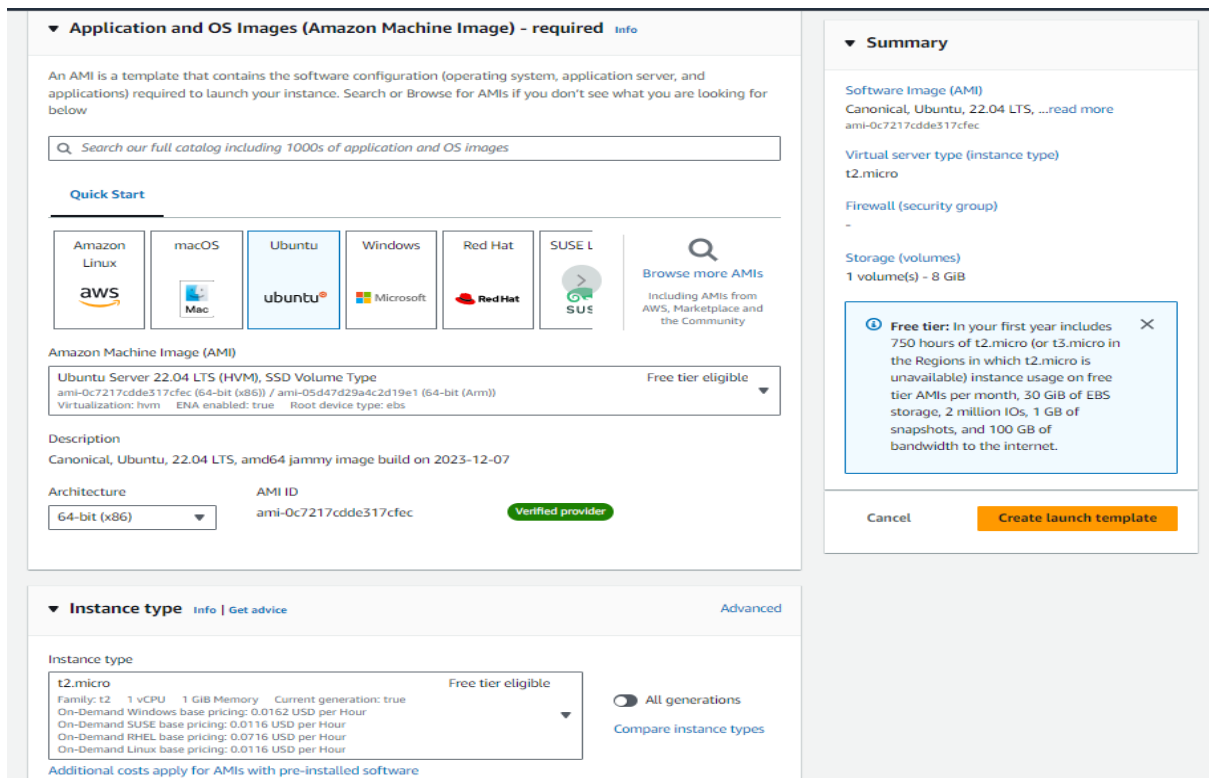 Application and OS Images (Amazon Machine Image) - required Info
An AMI is a template that contains the software configuration (operating system, application server, and
applications) required to launch your instance. Search or Browse for AMIs if you don't see what you are looking for
below
Search our full catalog including 1000s of application and OS images
Quick Start
Amazon
Linux
aws
macOS
Mac
Ubuntu
ubuntu
Windows
Microsoft
Red Hat
Red Hat
SUSE L
SUS
Browse more AMIs
Including AMIs from
AWS, Marketplace and
the Community
Amazon Machine Image (AMI)
Ubuntu Server 22.04 LTS (HVM), SSD Volume Type Free tier eligible
ami-0c7217cdde317cfec (64-bit (x86)) / ami-05d47d29a4c2d19e1 (64-bit (Arm))
Virtualization: hvm ENA enabled: true Root device type: ebs
Description
Canonical, Ubuntu, 22.04 LTS, amd64 jammy image build on 2023-12-07
Architecture AMI ID
64-bit (x86) ami-0c7217cdde317cfec Verified provider
Instance type Info | Get advice Advanced
Instance type
t2.micro Free tier eligible
Family: t2 1 vCPU 1 GiB Memory Current generation: true
On-Demand Windows base pricing: 0.0162 USD per Hour
On-Demand SUSE base pricing: 0.0116 USD per Hour
On-Demand RHEL base pricing: 0.0716 USD per Hour
On-Demand Linux base pricing: 0.0116 USD per Hour
All generations
Compare instance types
Additional costs apply for AMIs with pre-installed software
Summary
Software Image (AMI)
Canonical, Ubuntu, 22.04 LTS, ...read more
ami-0c7217cdde317cfec
Virtual server type (instance type)
t2.micro
Firewall (security group)
-
Storage (volumes)
1 volume(s) - 8 GiB
Free tier: In your first year includes
750 hours of t2.micro (or t3.micro in
the Regions in which t2.micro is
unavailable) instance usage on free
tier AMIs per month, 30 GiB of EBS
storage, 2 million IOs, 1 GB of
snapshots, and 100 GB of
bandwidth to the internet.
Cancel Create launch template